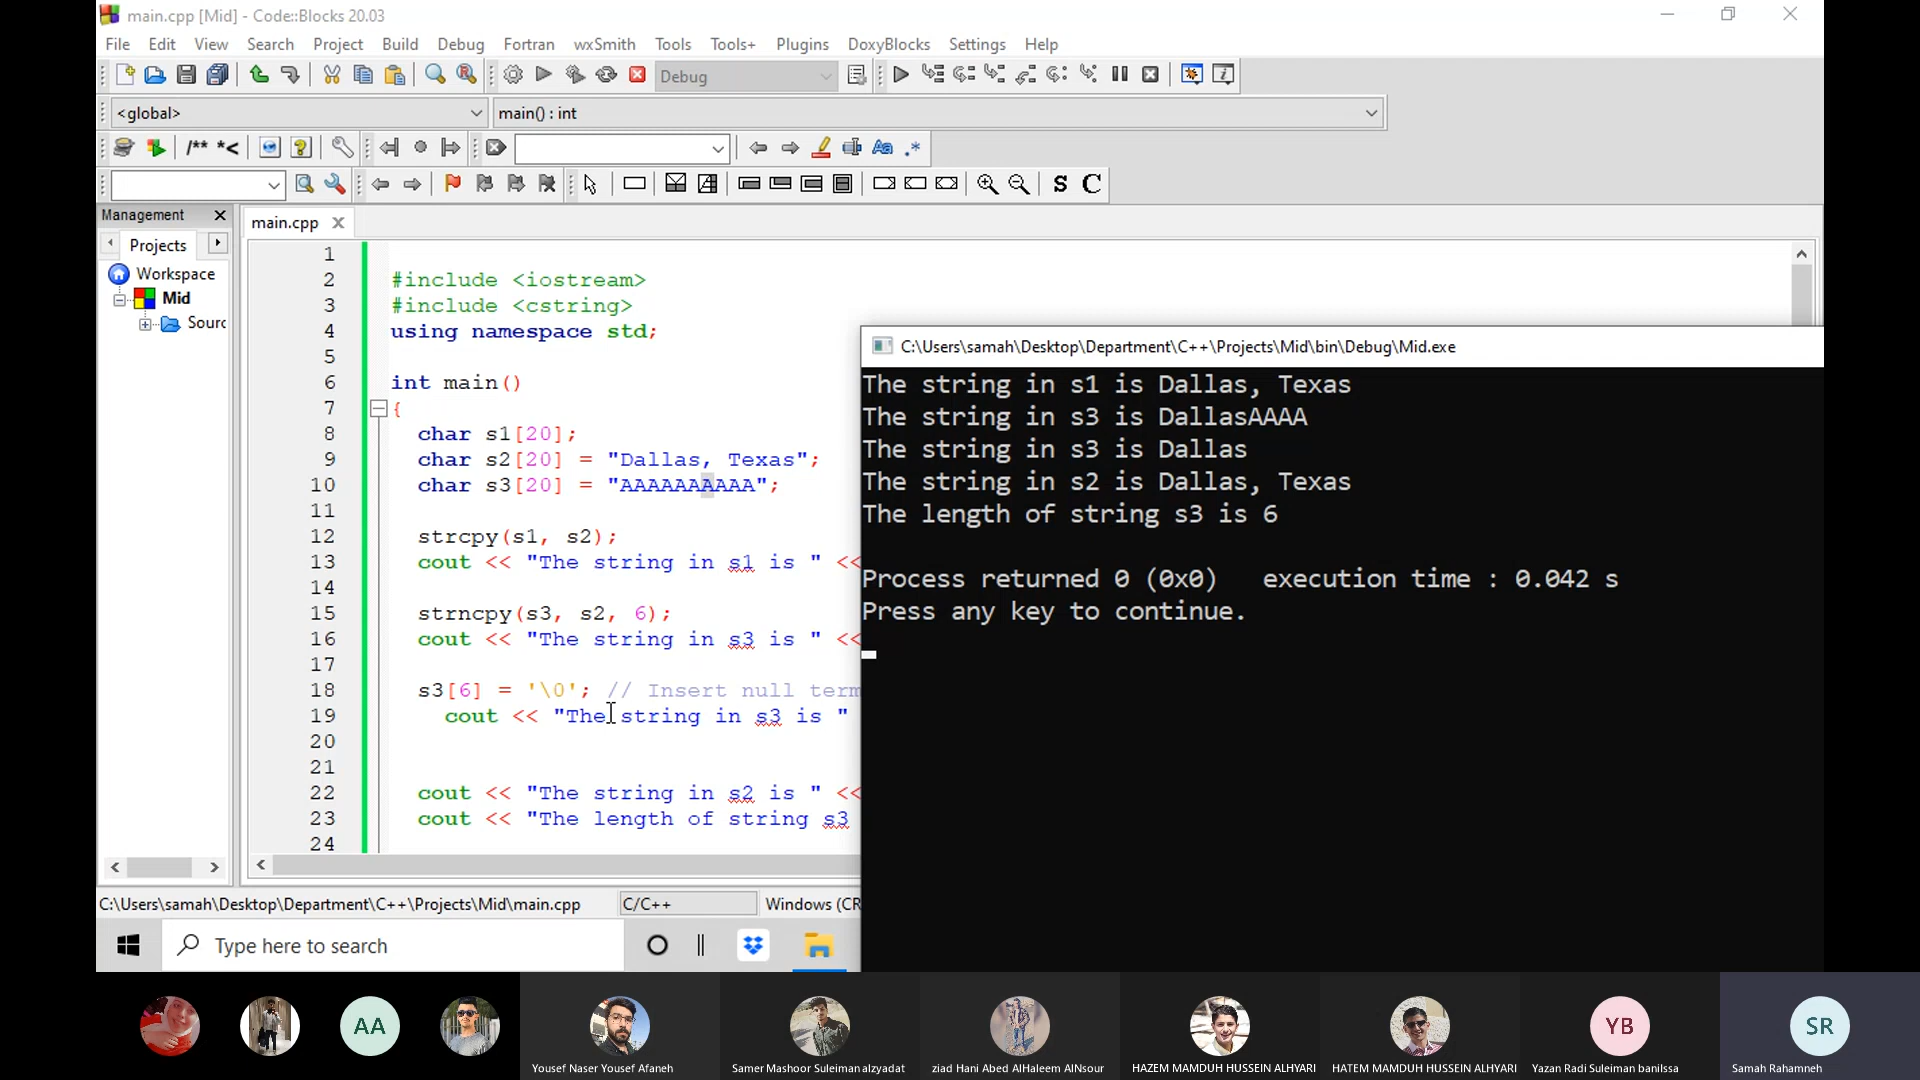 main.cpp [Mid] - Code::Blocks 20.03
File Edit View Search Project Build Debug Fortran wxSmith Tools Tools+ Plugins DoxyBlocks Settings Help
Debug
<global> main() : int
/** *<
S C
Management
main.cpp
Projects
Workspace
Mid
Sourc
1
2 #include <iostream>
3 #include <cstring>
4 using namespace std;
5
6 int main()
7 {
8 char s1[20];
9 char s2[20] = "Dallas, Texas";
10 char s3[20] = "AAAAAAAAAA";
11
12 strcpy(s1, s2);
13 cout << "The string in s1 is " <<
14
15 strncpy(s3, s2, 6);
16 cout << "The string in s3 is " <<
17
18 s3[6] = '\0'; // Insert null term
19 cout << "The string in s3 is "
20
21
22 cout << "The string in s2 is " <<
23 cout << "The length of string s3
24
C:\Users\samah\Desktop\Department\C++\Projects\Mid\bin\Debug\Mid.exe
The string in s1 is Dallas, Texas
The string in s3 is DallasAAAA
The string in s3 is Dallas
The string in s2 is Dallas, Texas
The length of string s3 is 6
Process returned 0 (0x0) execution time : 0.042 s
Press any key to continue.
C:\Users\samah\Desktop\Department\C++\Projects\Mid\main.cpp C/C++ Windows (CR
Type here to search
AA
YB
SR
Yousef Naser Yousef Afaneh
Samer Mashoor Suleiman alzyadat
ziad Hani Abed AlHaleem AlNsour
HAZEM MAMDUH HUSSEIN ALHYARI
HATEM MAMDUH HUSSEIN ALHYARI
Yazan Radi Suleiman baniIssa
Samah Rahamneh